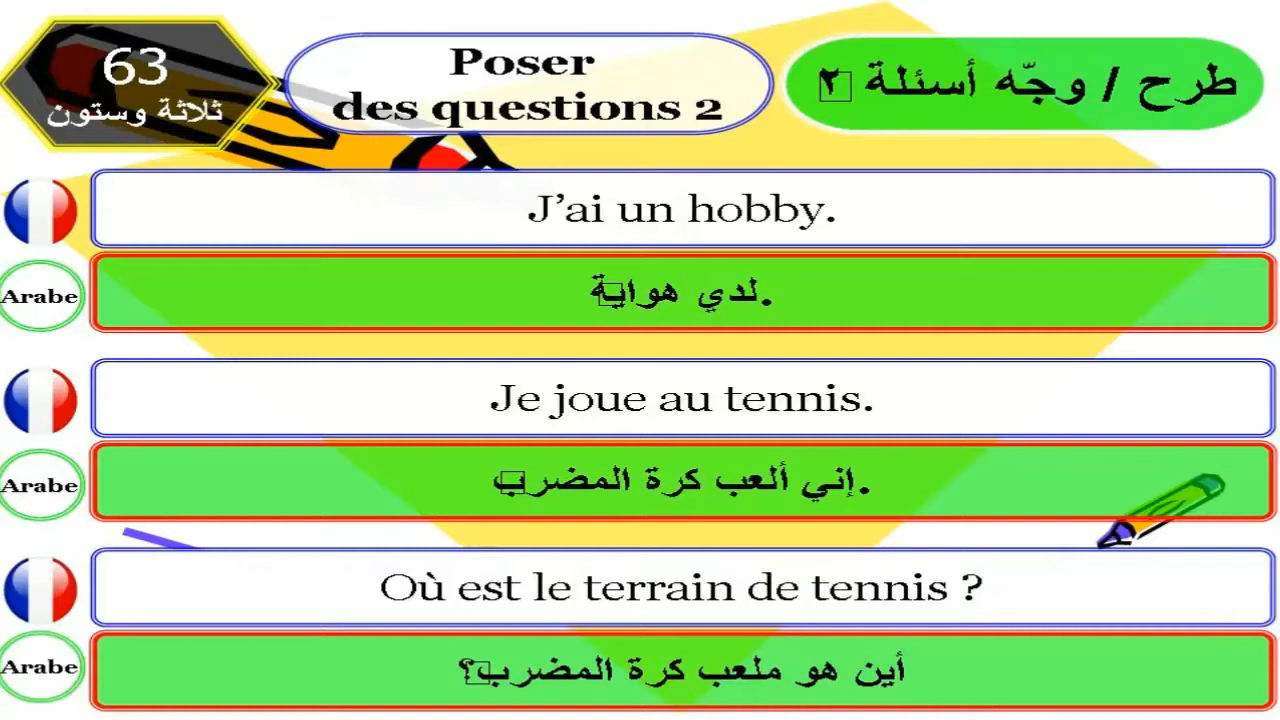 63
ثلاثة وستون
Poser
des questions 2
طرح / وجّه أسئلة ٢
J’ai un hobby.
Arabe
لدي هواية.
Je joue au tennis.
Arabe
إني ألعب كرة المضرب.
Où est le terrain de tennis ?
Arabe
أين هو ملعب كرة المضرب؟